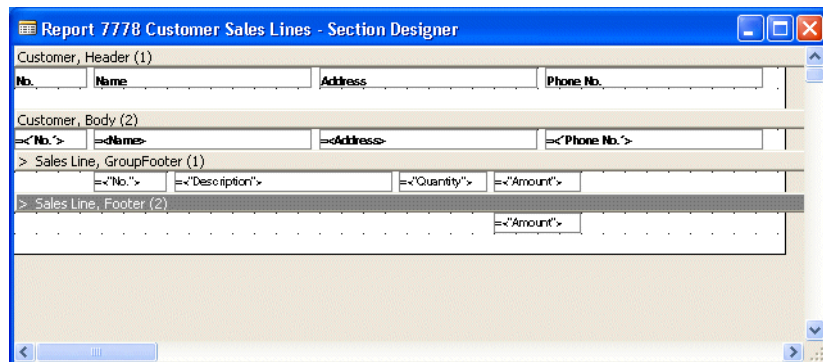 Report 7778 Customer Sales Lines - Section Designer
Customer, Header (1)
No. Name Address Phone No.
Customer, Body (2)
=<"No.">  =<Name> =<Address> =<"Phone No.">
> Sales Line, GroupFooter (1)
=<"No."> =<"Description"> =<"Quantity"> =<"Amount">
> Sales Line, Footer (2)
=<"Amount">